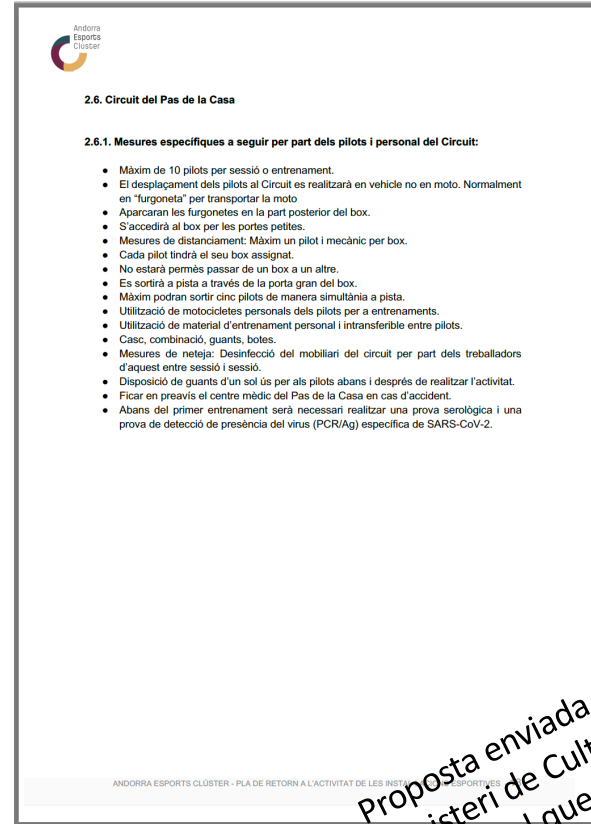 Andorra
Esports
Clúster
2.6. Circuit del Pas de la Casa
2.6.1. Mesures específiques a seguir per part dels pilots i personal del Circuit:
● Màxim de 10 pilots per sessió o entrenament.
● El desplaçament dels pilots al Circuit es realitzarà en vehicle no en moto. Normalment
en “furgoneta” per transportar la moto
● Aparcaran les furgonetes en la part posterior del box.
● S’accedirà al box per les portes petites.
● Mesures de distanciament: Màxim un pilot i mecànic per box.
● Cada pilot tindrà el seu box assignat.
● No estarà permès passar de un box a un altre.
● Es sortirà a pista a través de la porta gran del box.
● Màxim podran sortir cinc pilots de manera simultània a pista.
● Utilització de motocicletes personals dels pilots per a entrenaments.
● Utilització de material d’entrenament personal i intransferible entre pilots.
● Casc, combinació, guants, botes.
● Mesures de neteja: Desinfecció del mobiliari del circuit per part dels treballadors
d’aquest entre sessió i sessió.
● Disposició de guants d’un sol ús per als pilots abans i després de realitzar l’activitat.
● Ficar en preavís el centre mèdic del Pas de la Casa en cas d’accident.
● Abans del primer entrenament serà necessari realitzar una prova serològica i una
prova de detecció de presència del virus (PCR/Ag) específica de SARS-CoV-2.
ANDORRA ESPORTS CLÚSTER - PLA DE RETORN A L’ACTIVITAT DE LES ESPORTIVES
Proposta enviada
isteri de Cult
que